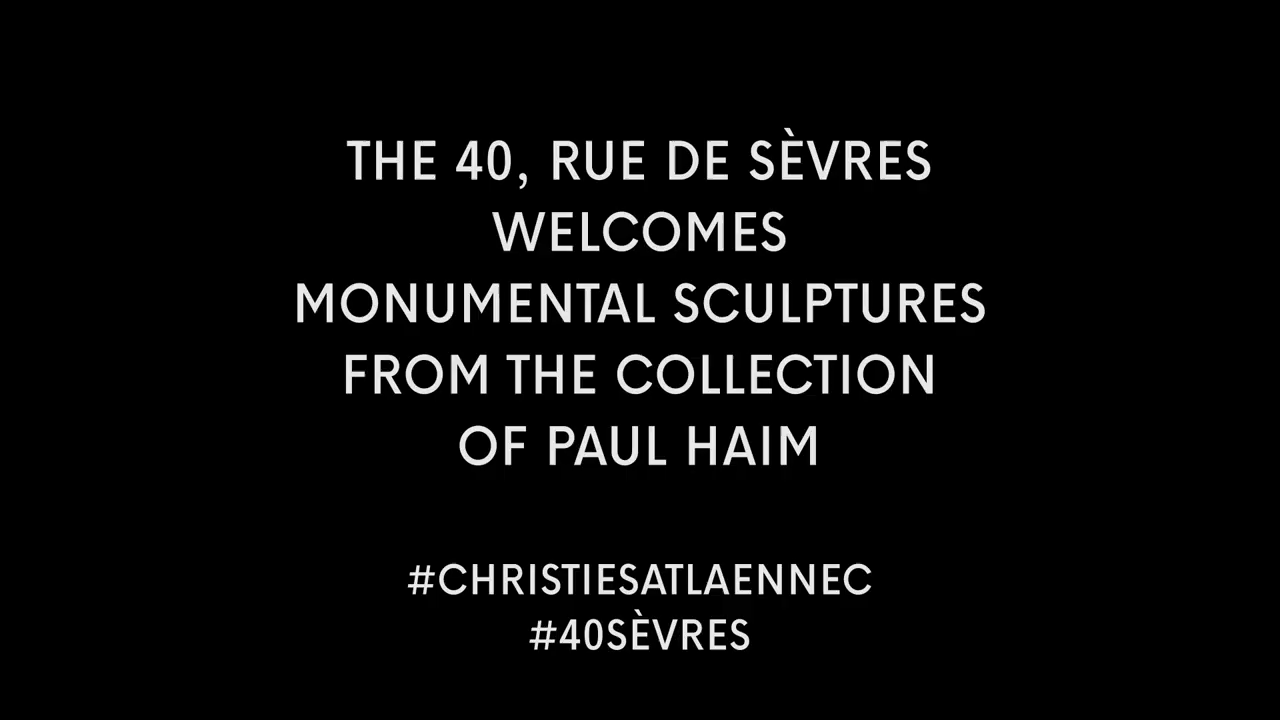 THE 40, RUE DE SÈVRES
WELCOMES
MONUMENTAL SCULPTURES
FROM THE COLLECTION
OF PAUL HAIM
#CHRISTIESATLAENNEC
#40SÈVRES